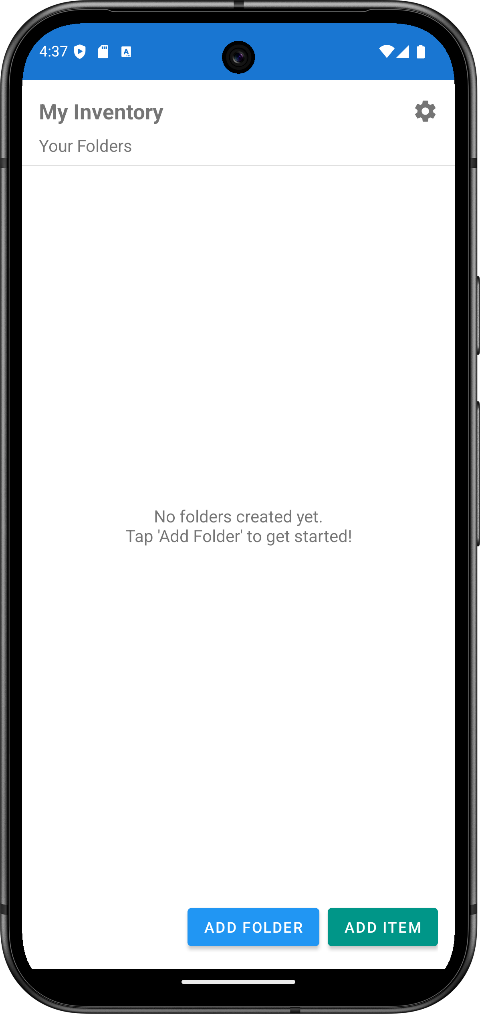 4:37
My Inventory
Your Folders
No folders created yet.
Tap 'Add Folder' to get started!
ADD FOLDER
ADD ITEM